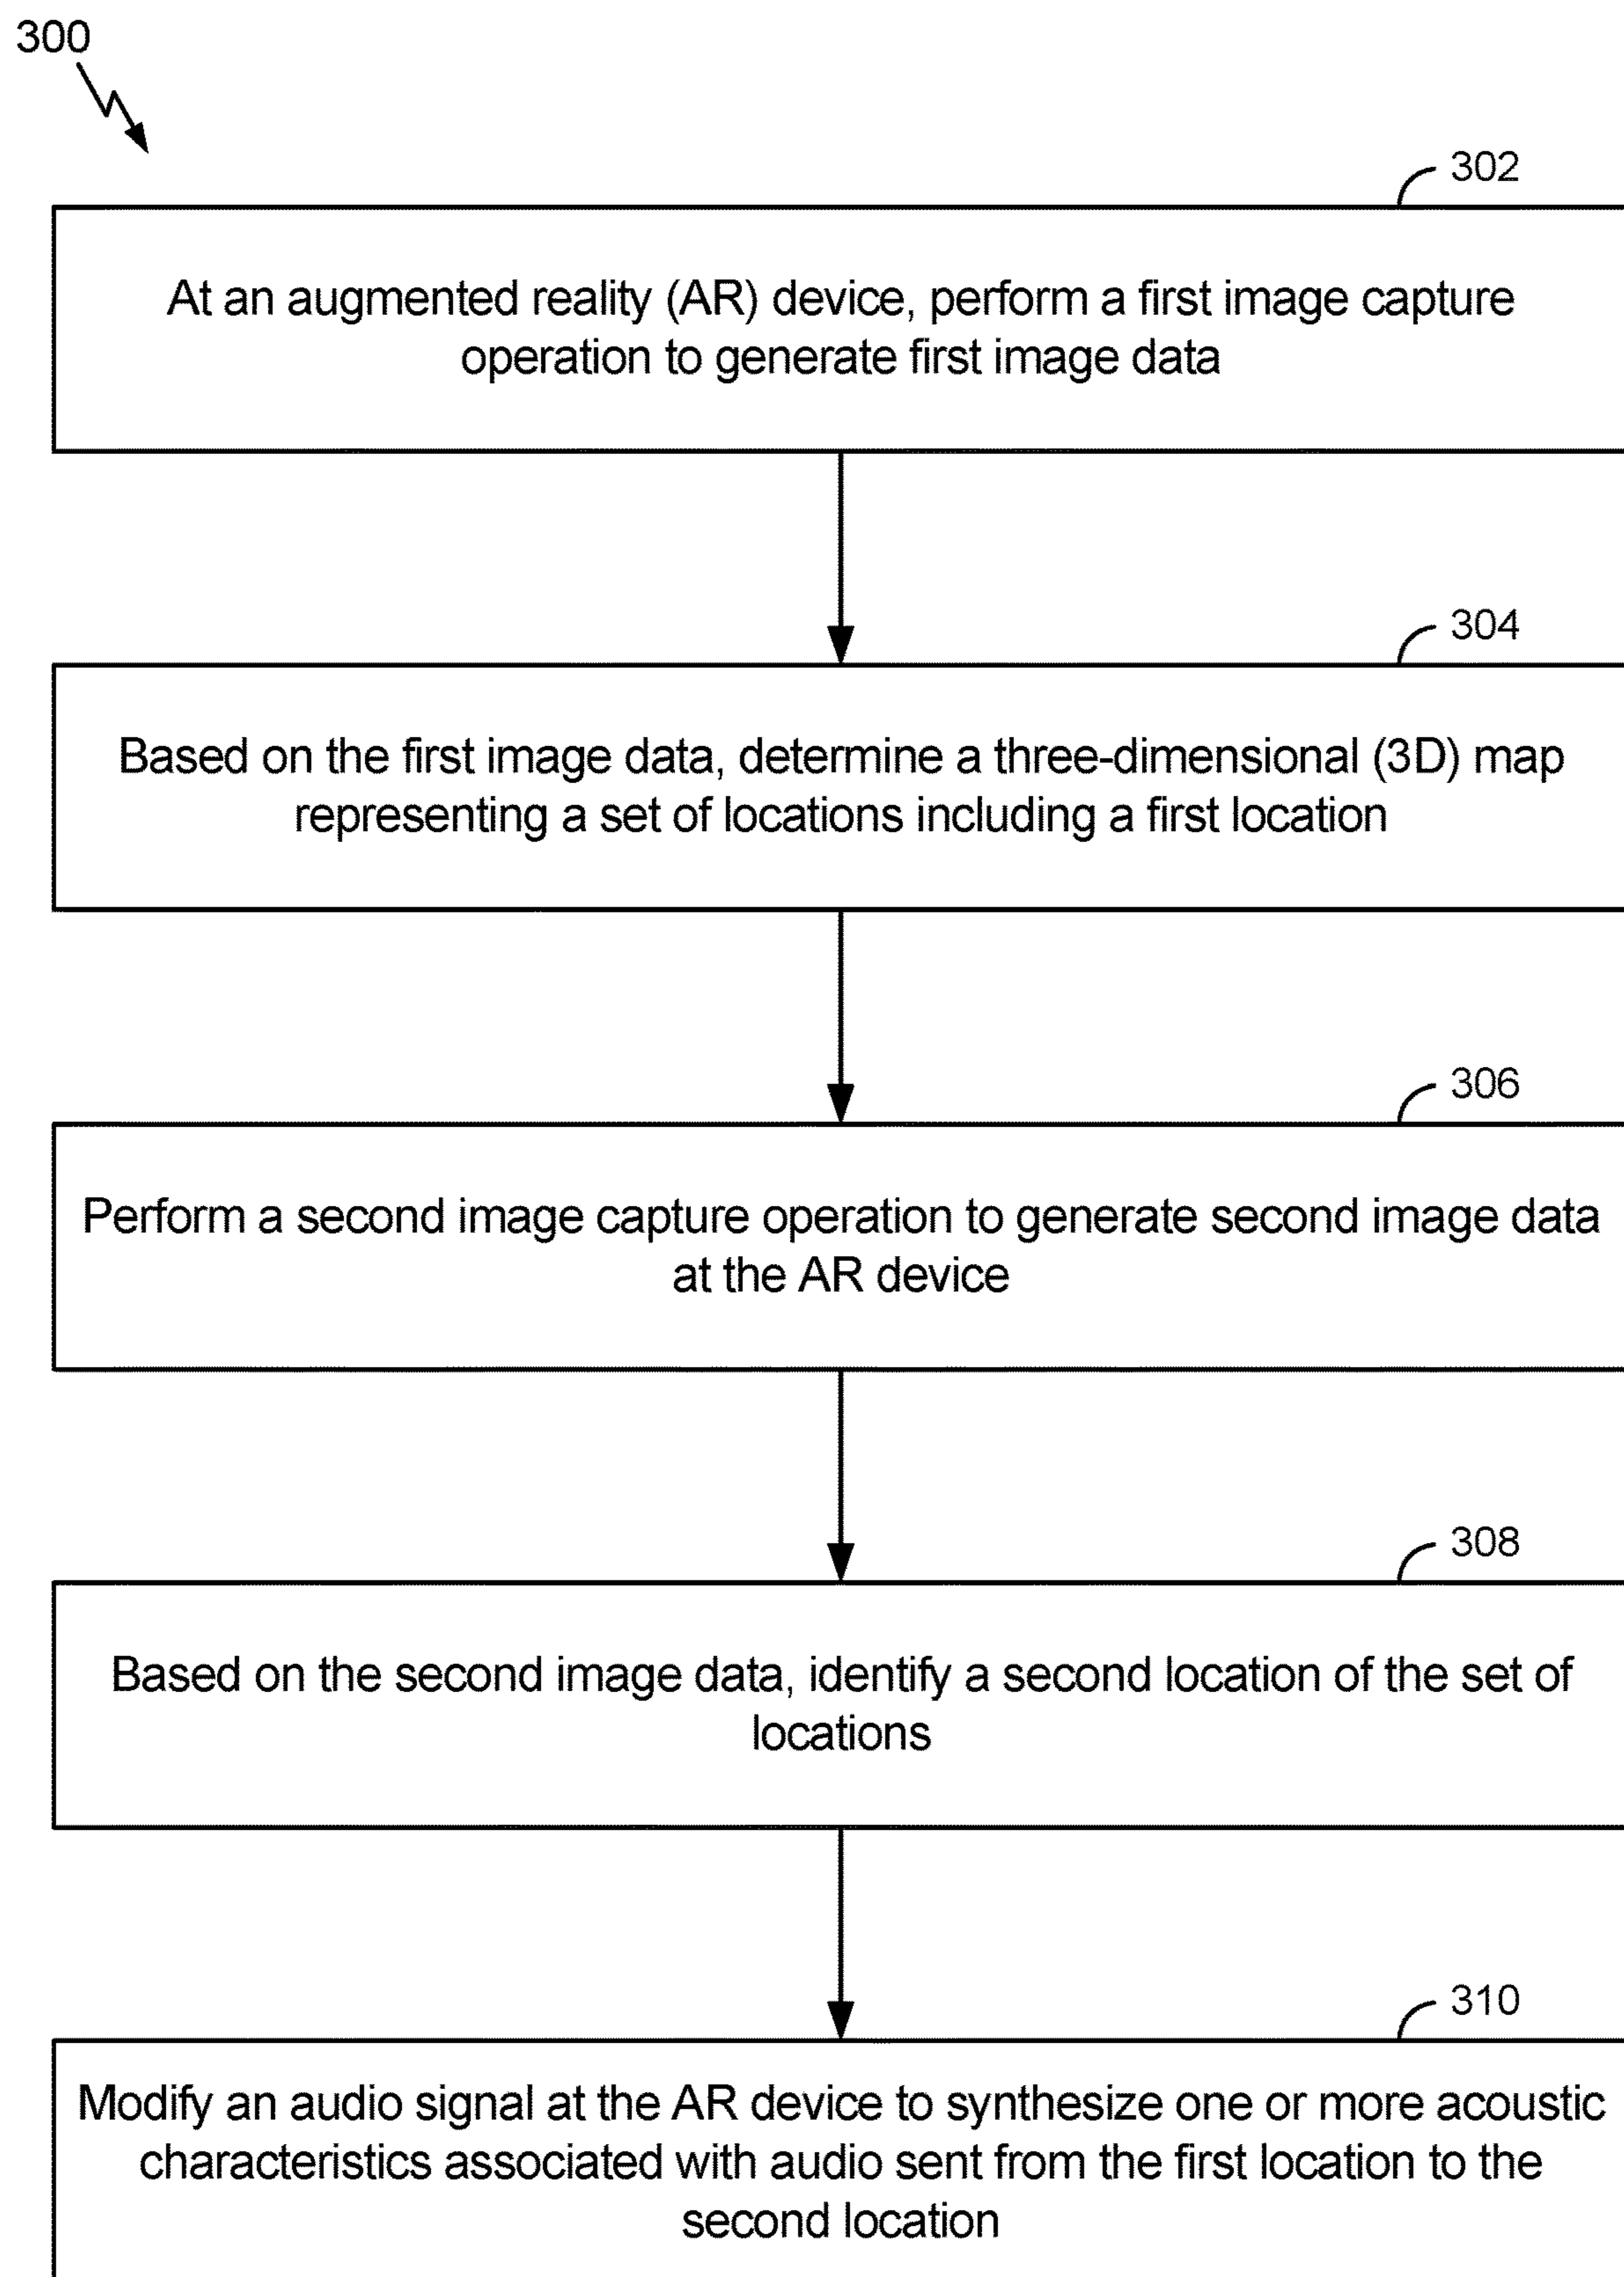 300
302
At an augmented reality (AR) device, perform a first image capture
operation to generate first image data
304
Based on the first image data, determine a three-dimensional (3D) map
representing a set of locations including a first location
306
Perform a second image capture operation to generate second image data
at the AR device
308
Based on the second image data, identify a second location of the set of
locations
310
Modify an audio signal at the AR device to synthesize one or more acoustic
characteristics associated with audio sent from the first location to the
second location